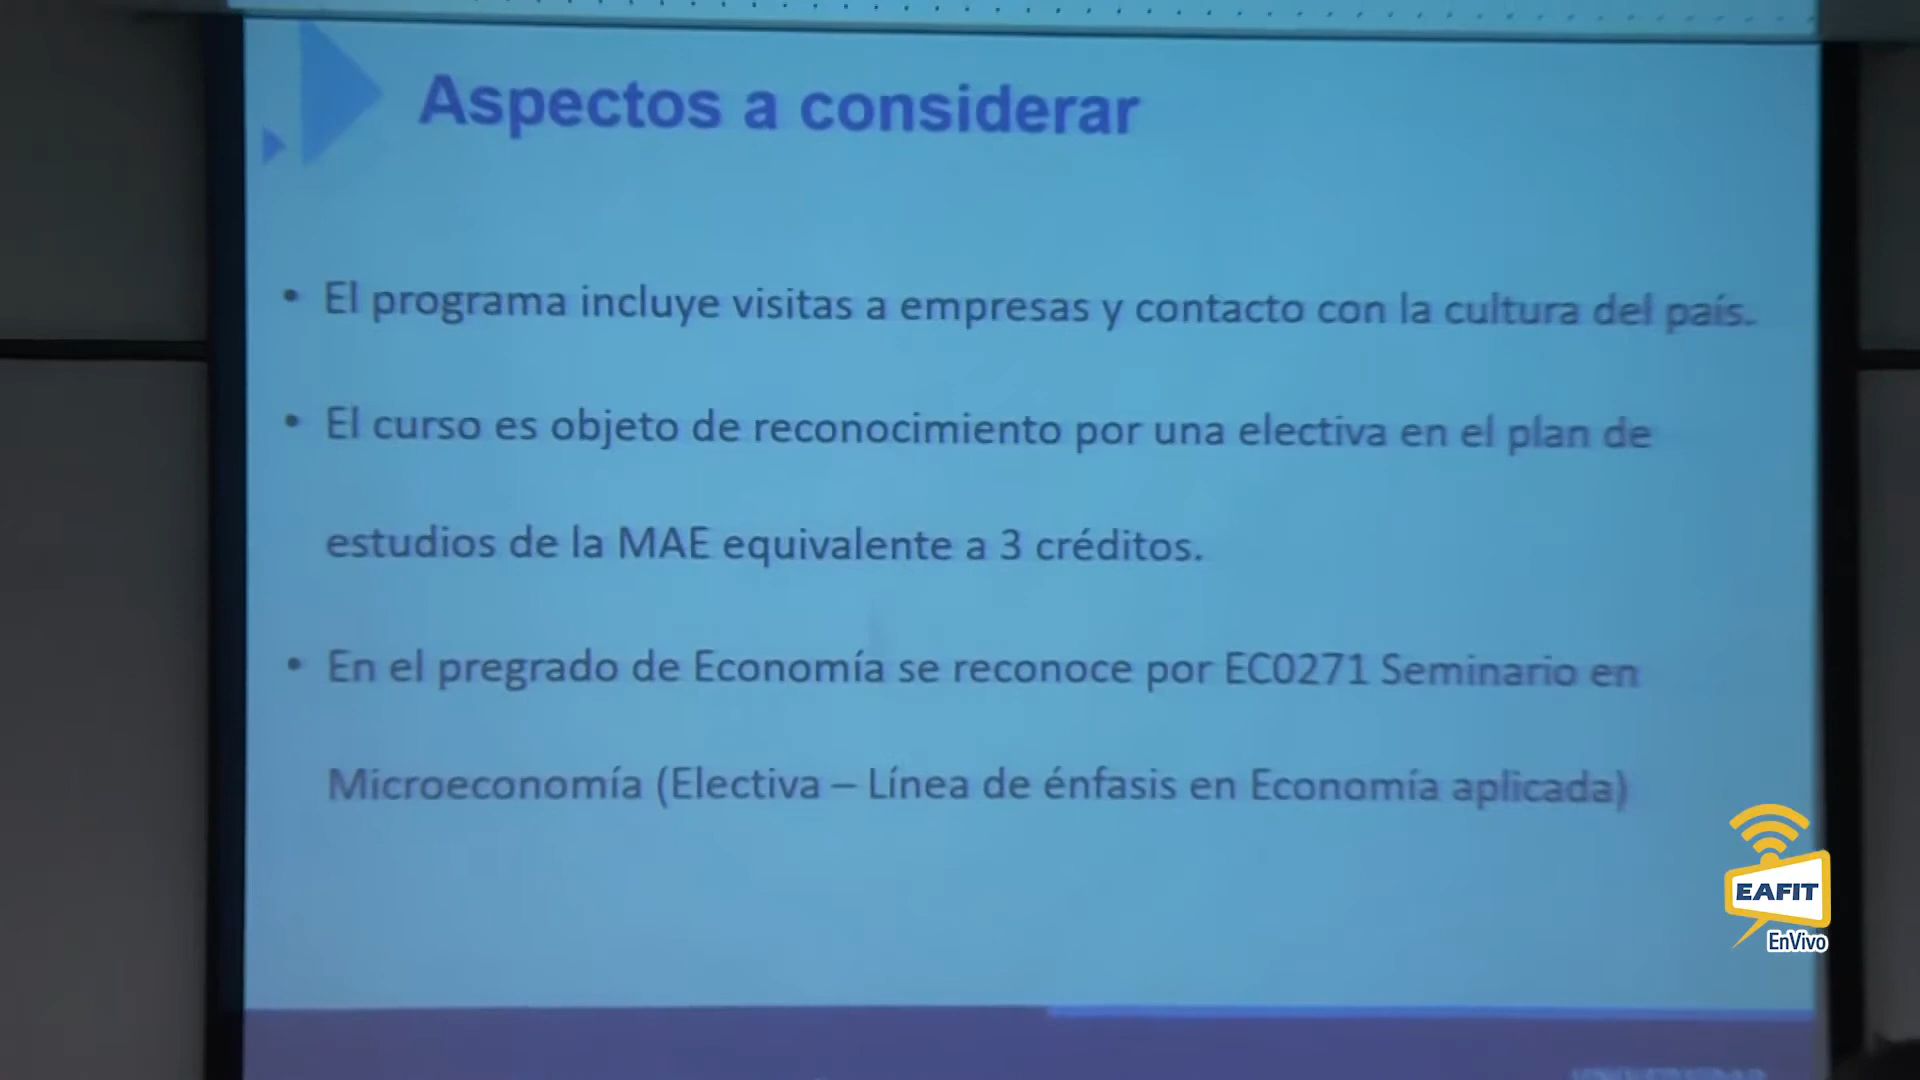 Aspectos a considerar
• El programa incluye visitas a empresas y contacto con la cultura del país.
• El curso es objeto de reconocimiento por una electiva en el plan de
estudios de la MAE equivalente a 3 créditos.
• En el pregrado de Economía se reconoce por EC0271 Seminario en
Microeconomía (Electiva – Línea de énfasis en Economía aplicada)
EAFIT
EnVivo